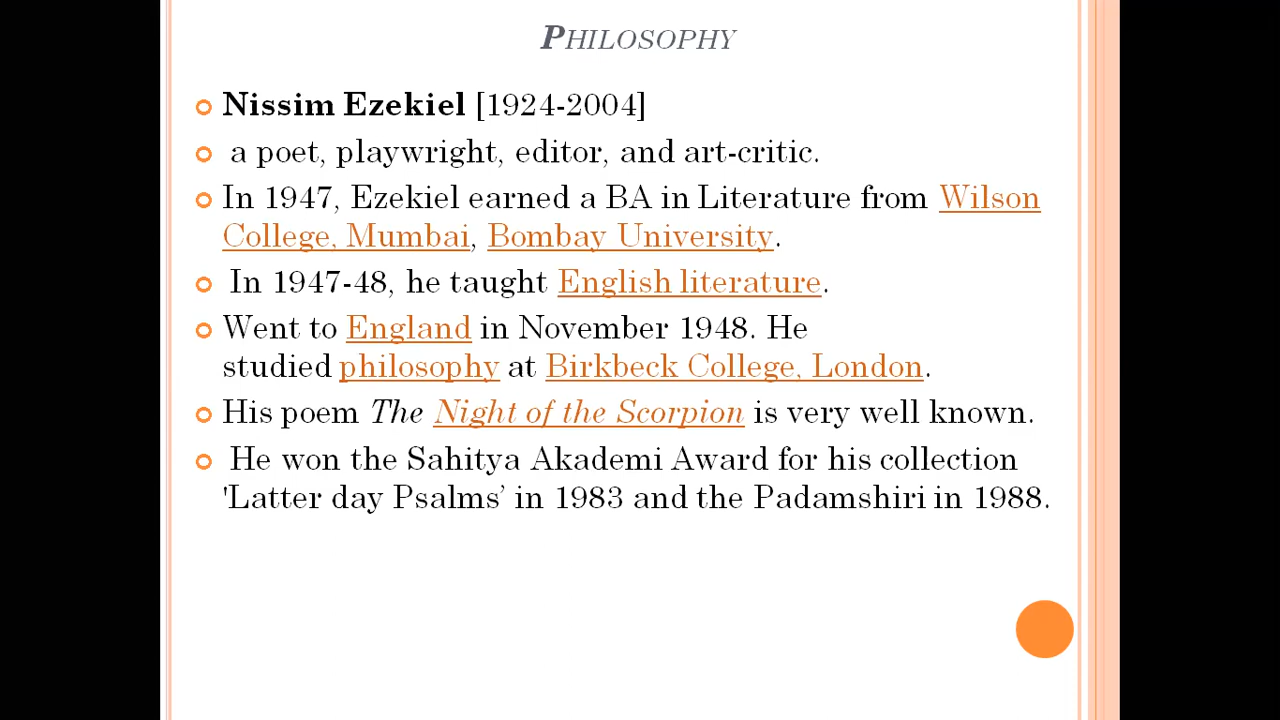 PHILOSOPHY
Nissim Ezekiel [1924-2004]
a poet, playwright, editor, and art-critic.
In 1947, Ezekiel earned a BA in Literature from Wilson
College, Mumbai, Bombay University.
In 1947-48, he taught English literature.
Went to England in November 1948. He
studied philosophy at Birkbeck College, London.
His poem The Night of the Scorpion is very well known.
He won the Sahitya Akademi Award for his collection
'Latter day Psalms’ in 1983 and the Padamshiri in 1988.